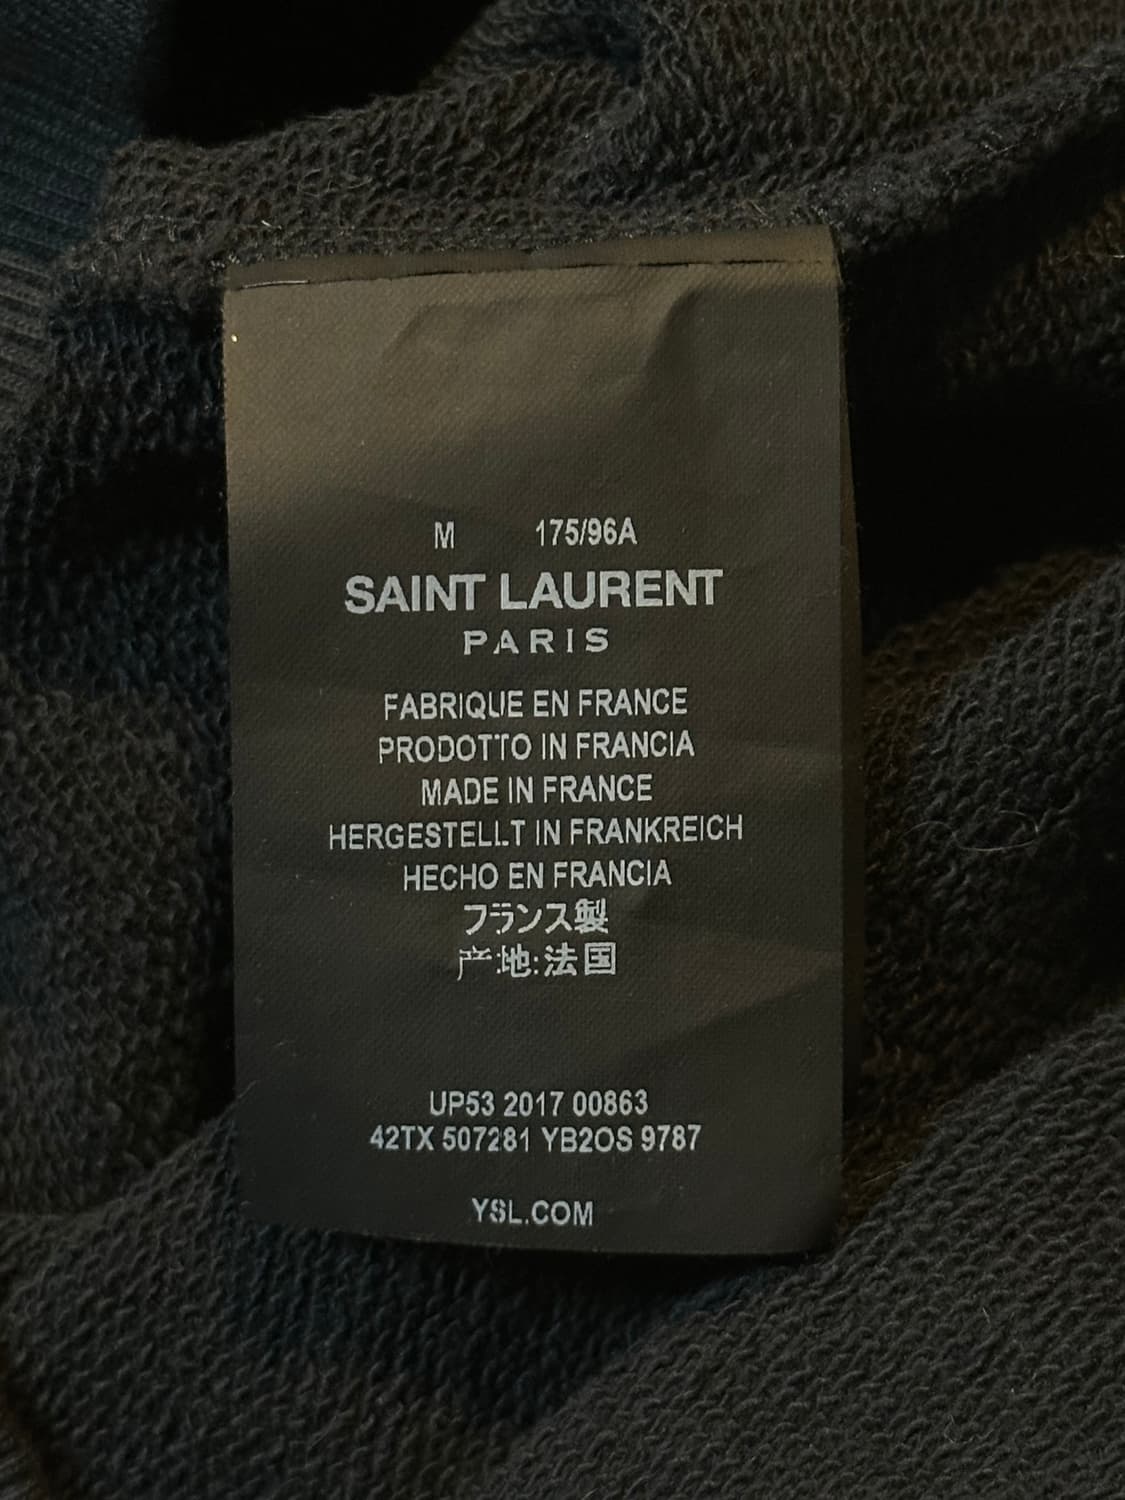 M 175/96A
SAINT LAURENT
PARIS
FABRIQUE EN FRANCE
PRODOTTO IN FRANCIA
MADE IN FRANCE
HERGESTELLT IN FRANKREICH
HECHO EN FRANCIA
フランス製
产地:法国
UP53 2017 00863
42TX 507281 YB2OS 9787
YSL.COM